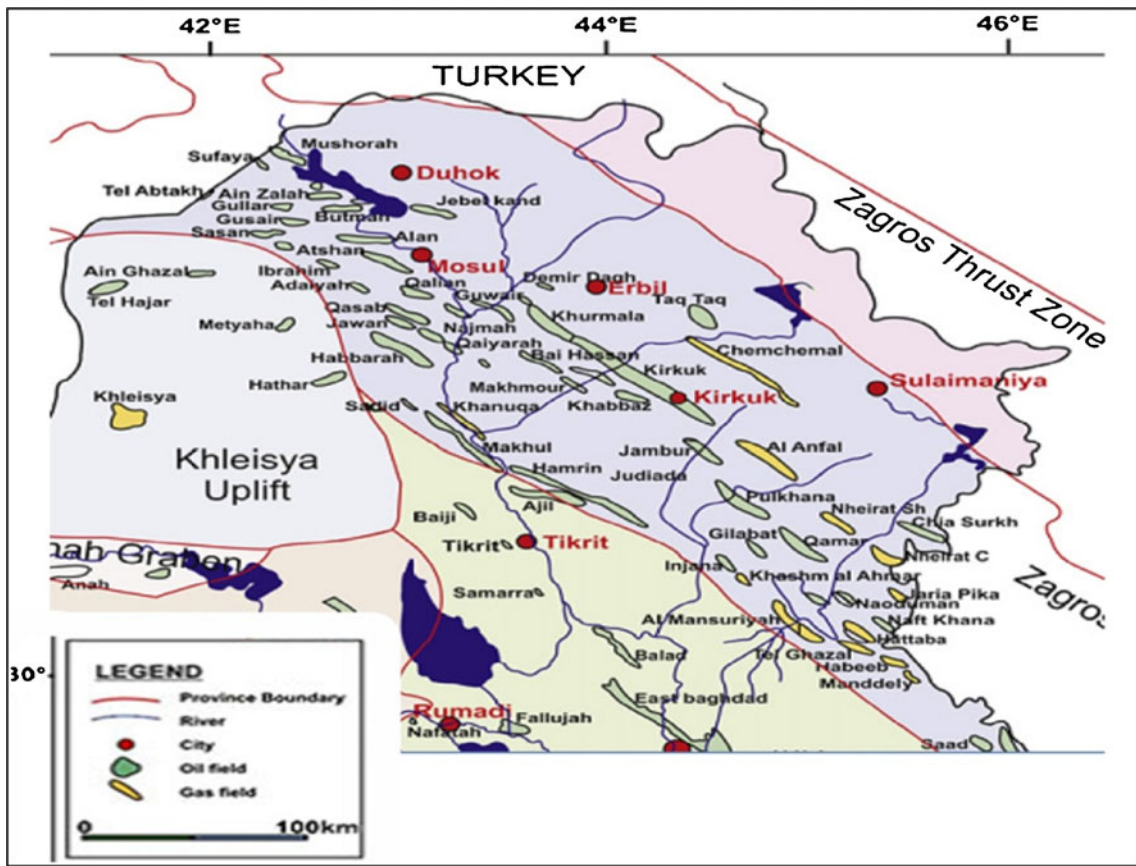 42°E 44°E 46°E
TURKEY
Zagros Thrust Zone
Mushorah
Sufaya
Duhok
Tel Abtakh
Ain Zalah
Gullar
Butmah
Jebel kand
Gusair
Sasan
Alan
Atshan
Mosul
Ain Ghazal
Ibrahim
Adaiyah
Qalian
Demir Dagh
Erbil
Tel Hajar
Guwair
Taq Taq
Qasab
Khurmala
Metyaha
Jawan
Najmah
Qaiyarah
Chemchemal
Habbarah
Bai Hassan
Kirkuk
Hathar
Makhmour
Sulaimaniya
Khleisya
Khabbaz
Kirkuk
Sadid
Khanuqa
Makhul
Jambur
Al Anfal
Khleisya
Uplift
Hamrin
Judiada
Pulkhana
Ajil
Nheirat Sh
Baiji
Chia Surkh
Gilabat
Qamar
Tikrit
Tikrit
nah Graben
Nheirat C
Injana
Anah
Khashm al Ahmar
Zagros
Samarra
Jaria Pika
Naoduman
Al Mansuriyah
Naft Khana
Hattaba
Balad
Tel Ghazal
Habeeb
Manddely
30°
East baghdad
Rumadi
Fallujah
Nafatah
Saad
LEGEND
Province Boundary
River
City
Oil field
Gas field
0 100km